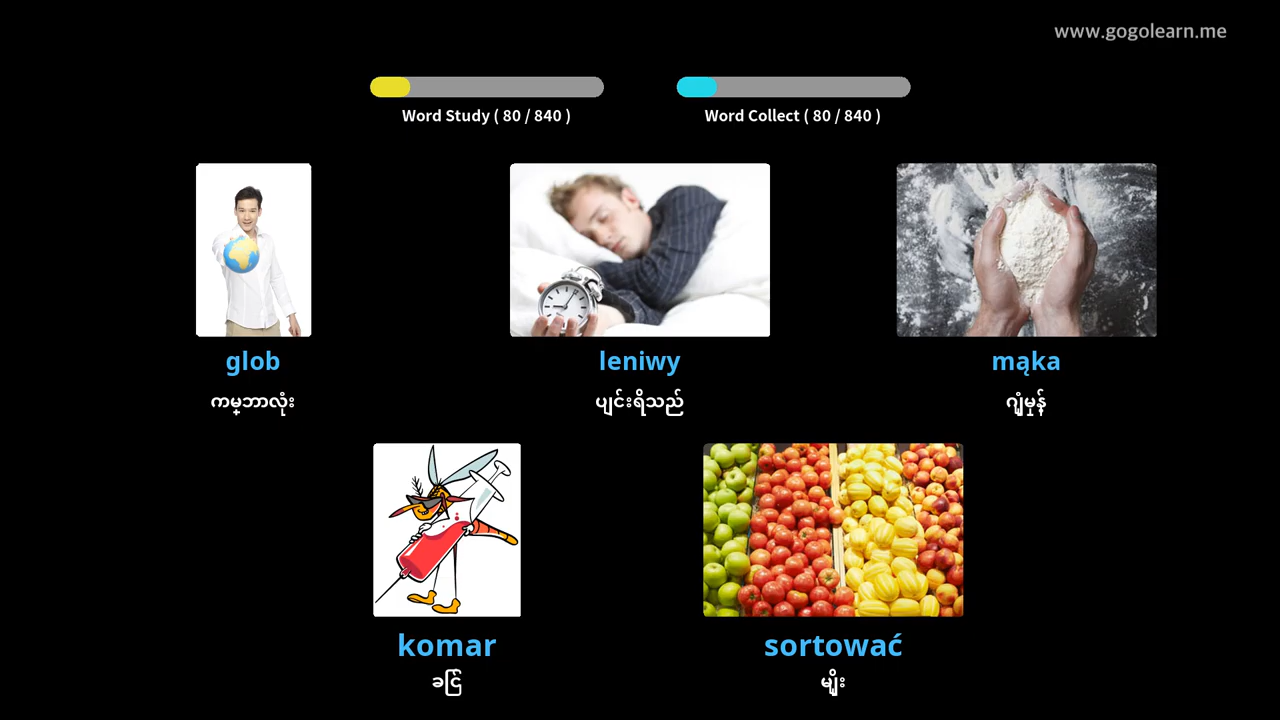 www.gogolearn.me
Word Study ( 80 / 840 )
Word Collect ( 80 / 840 )
glob
leniwy
mąka
ကမ္ဘာလုံး
ပျင်းရိသည်
ဂျုံမှုန့်
komar
sortować
ခြင်
မျိုး